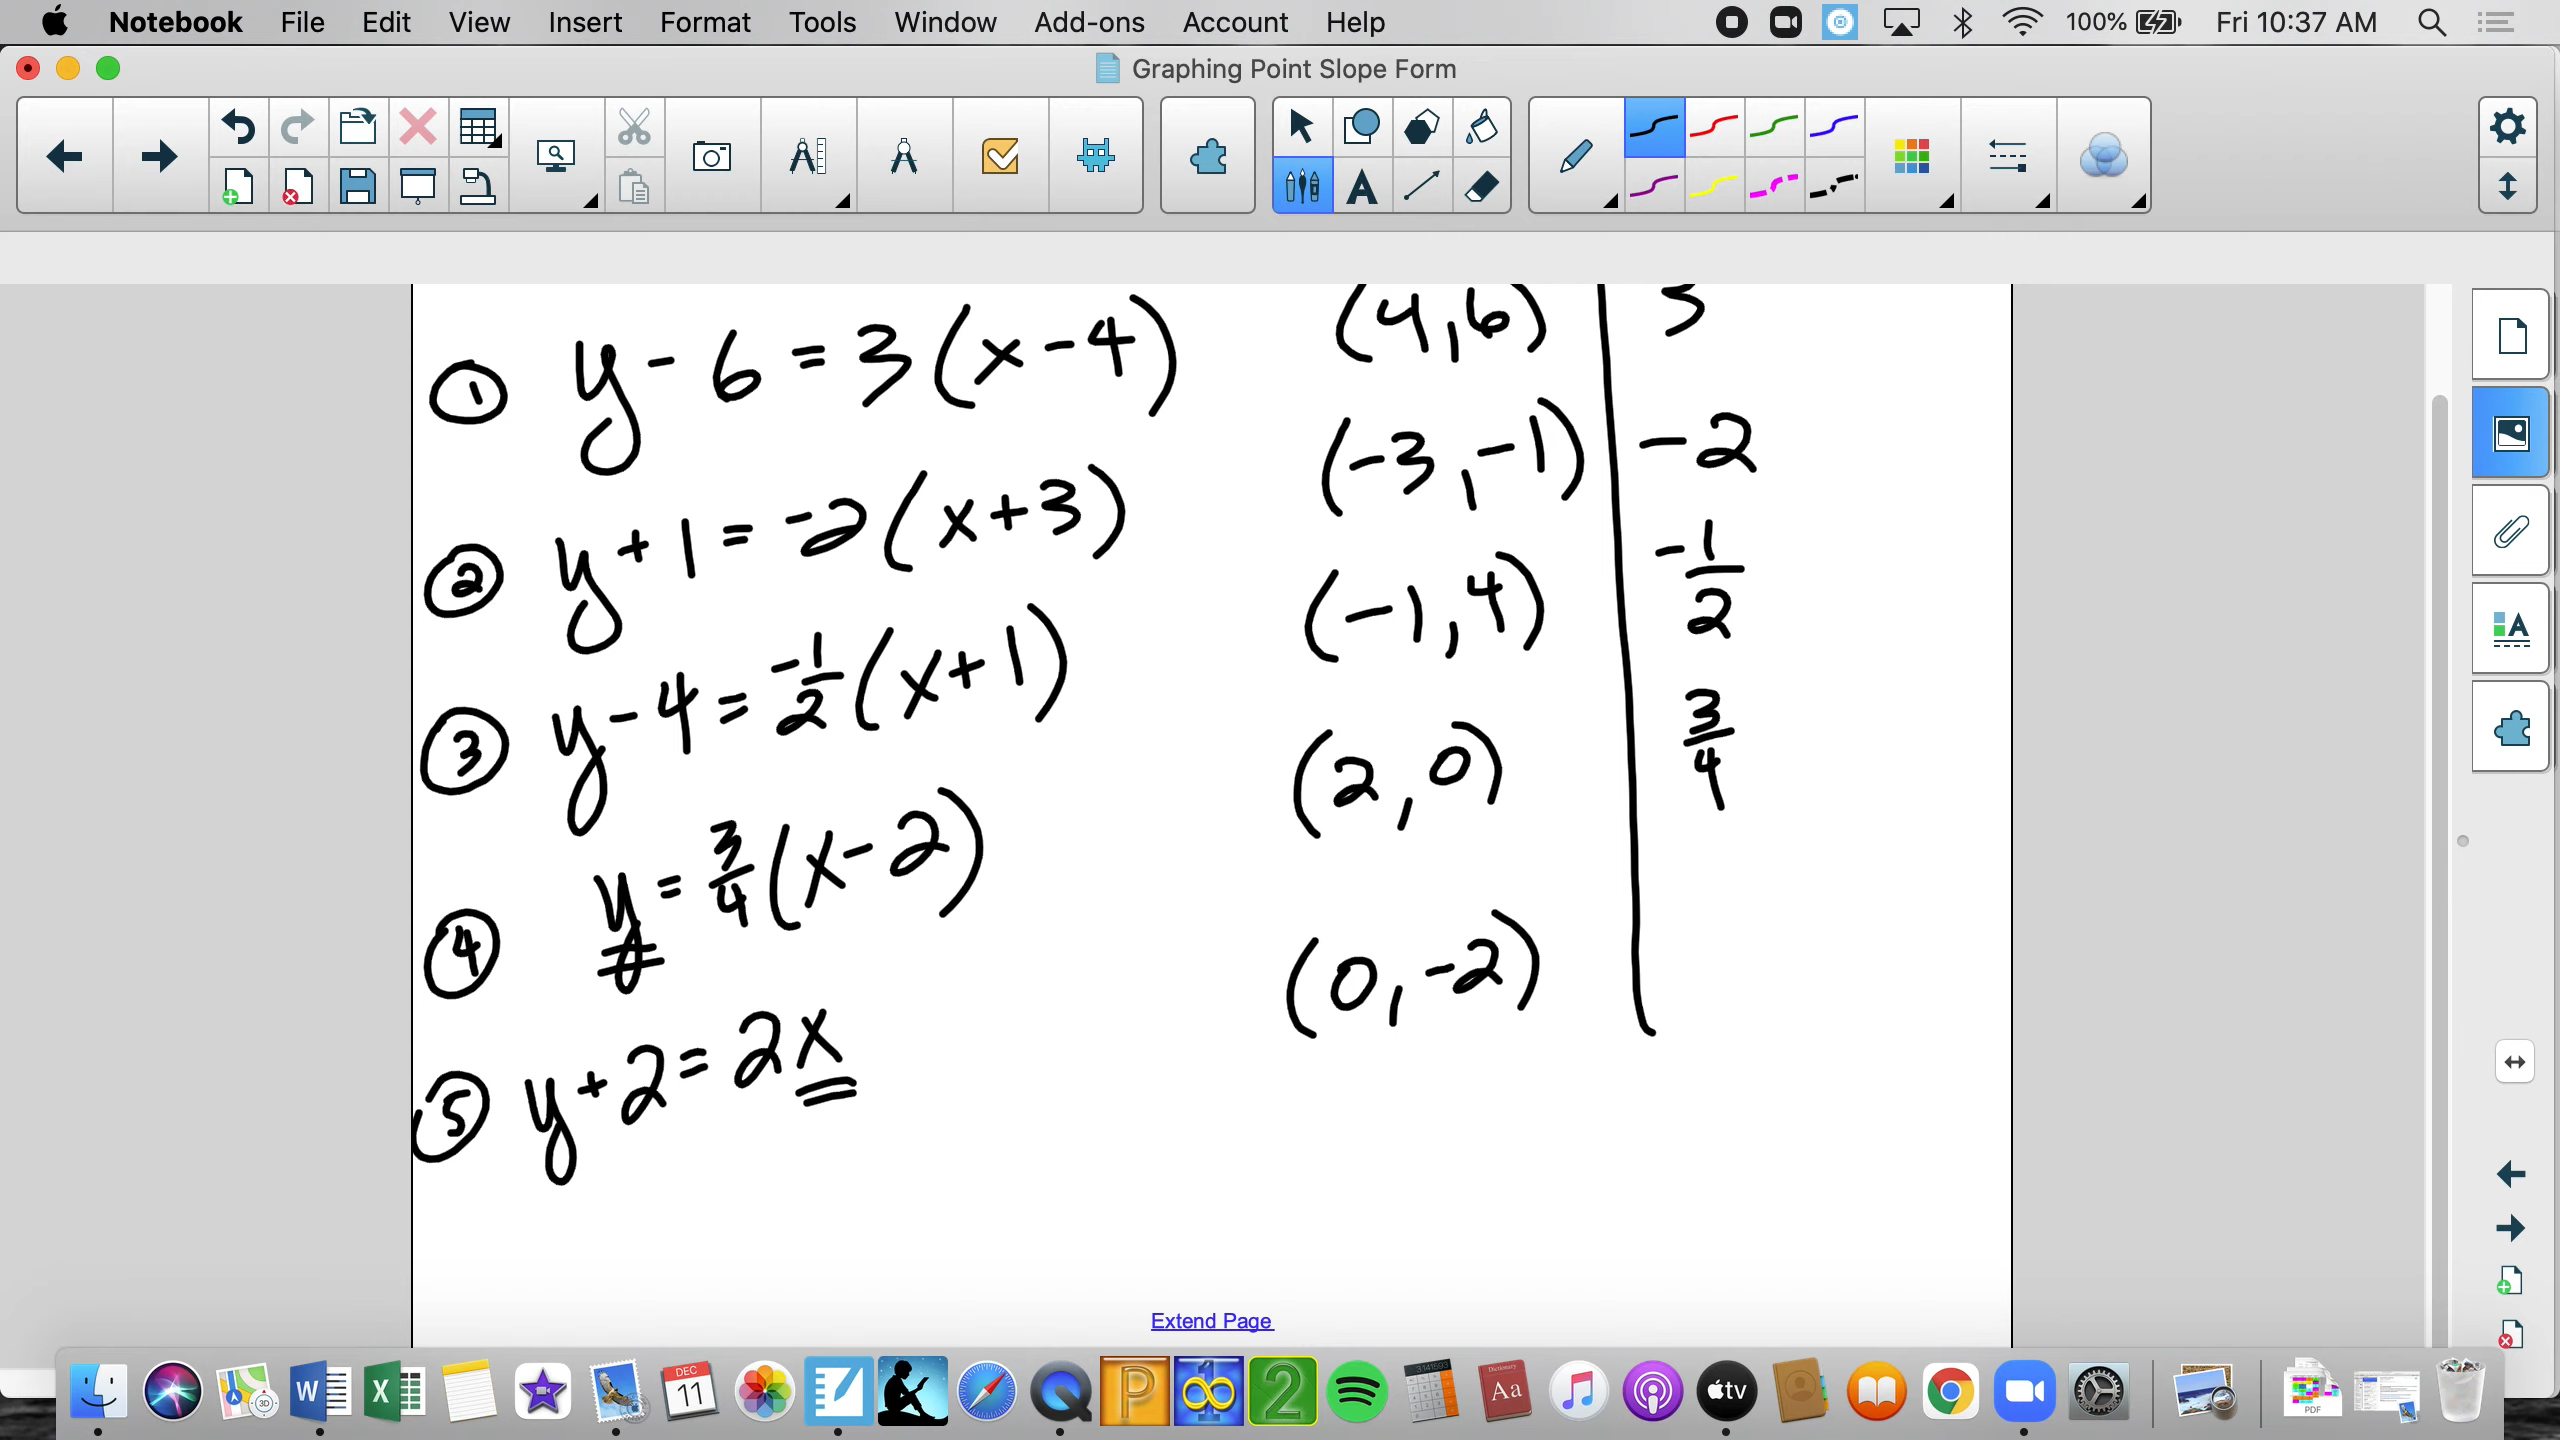 Notebook File Edit View Insert Format Tools Window Add-ons Account Help 100% Fri 10:37 AM
Graphing Point Slope Form
① y - 6 = 3(x - 4) (4,6) 3
② y + 1 = -2(x + 3) (-3,-1) -2
③ y - 4 = -1/2(x + 1) (-1,4) -1/2
④ y = 3/4(x - 2) (2,0) 3/4
⑤ y + 2 = 2x (0,-2)
Extend Page
DEC
11